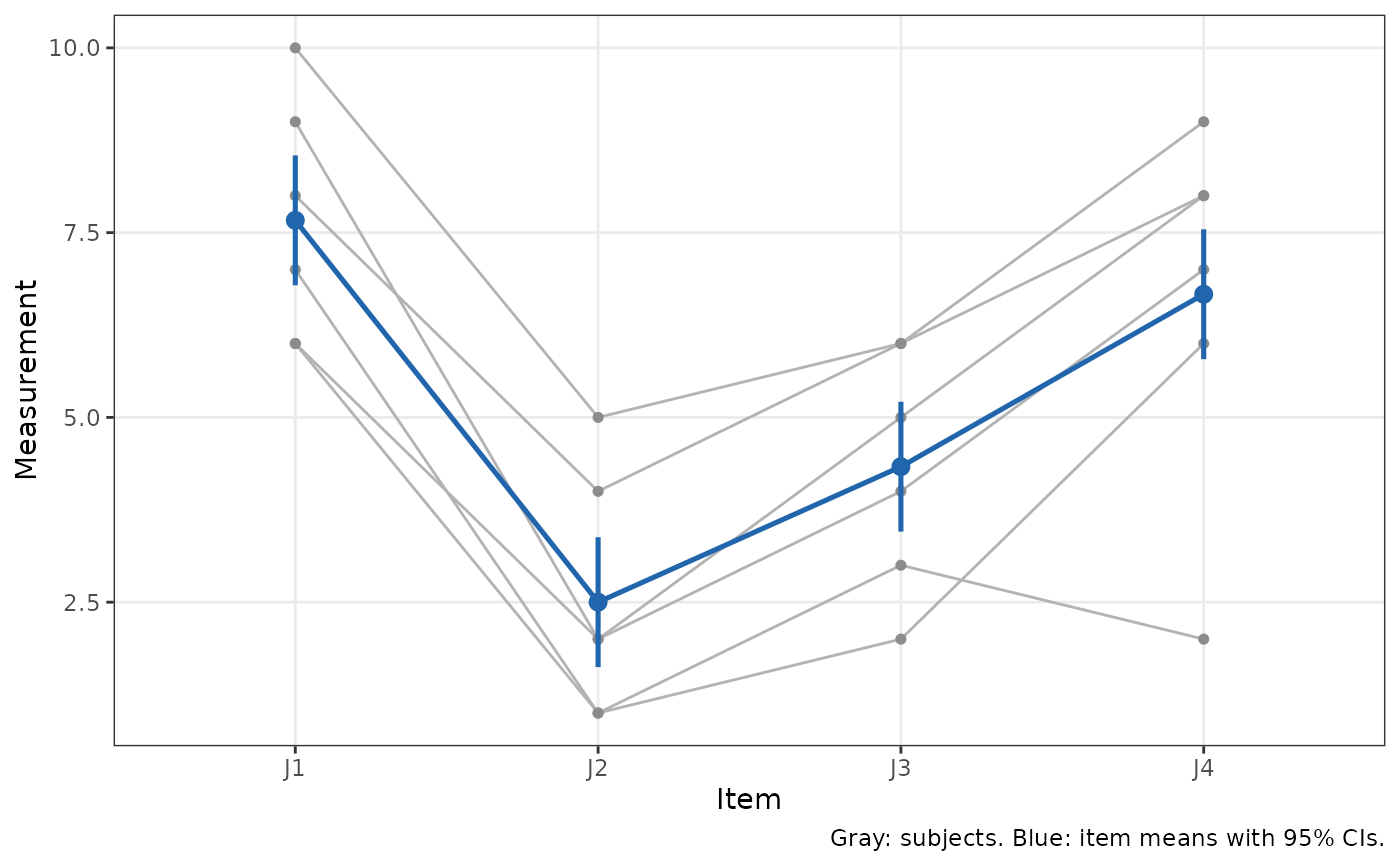 10.0
7.5
5.0
2.5
Measurement
J1 J2 J3 J4
Item
Gray: subjects. Blue: item means with 95% CIs.